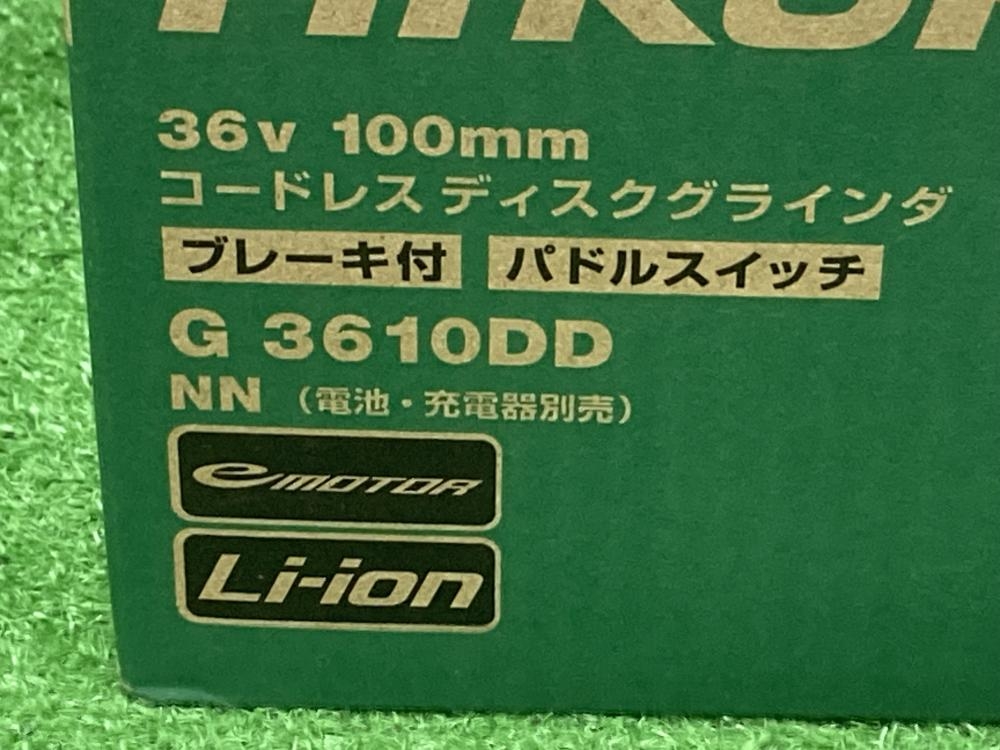 36v 100mm
コードレス ディスクグラインダ
ブレーキ付 パドルスイッチ
G 3610DD
NN （電池・充電器別売）
e MOTOR
Li-ion